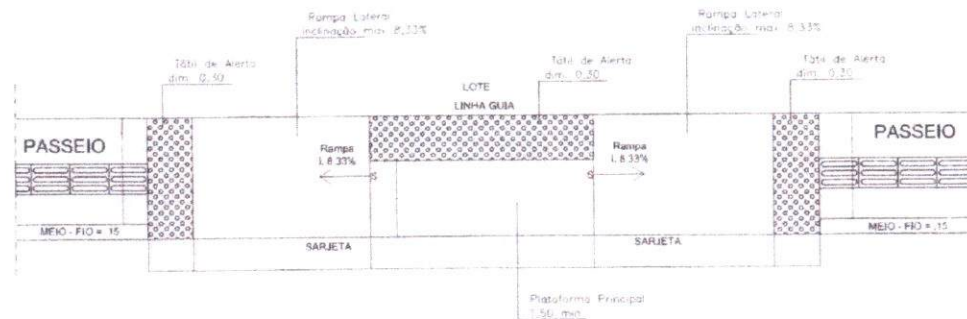 Rampa Lateral
inclinação max 8,33%
Rampa Lateral
inclinação max 8,33%
Tátil de Alerta
dim. 0,30
Tátil de Alerta
dim. 0,30
Tátil de Alerta
dim. 0,30
LOTE
LINHA GUIA
PASSEIO
PASSEIO
Rampa
i. 8.33%
Rampa
i. 8.33%
S
S
MEIO - FIO = .15
MEIO - FIO = .15
SARJETA
SARJETA
Plataforma Principal
1,50 min